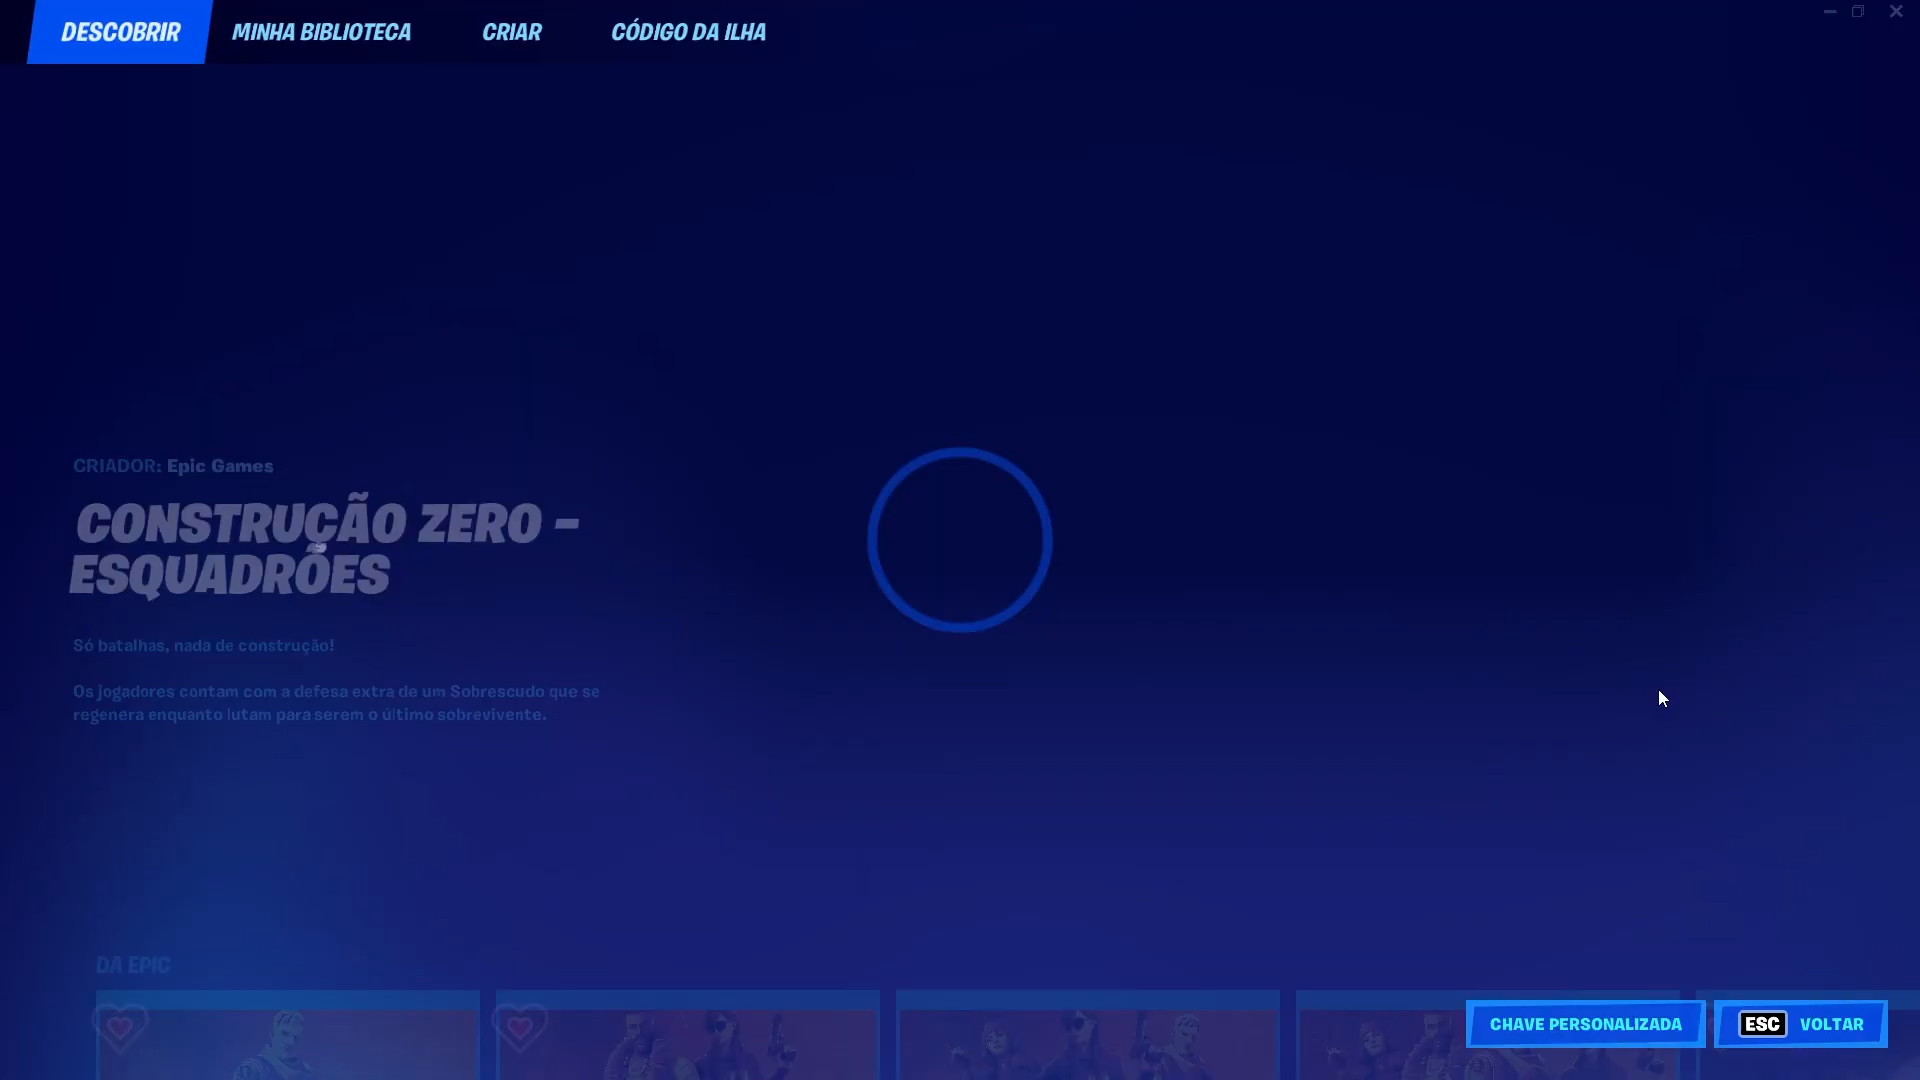 DESCOBRIR
MINHA BIBLIOTECA
CRIAR
CÓDIGO DA ILHA
CRIADOR: Epic Games
CONSTRUÇÃO ZERO -
ESQUADRÕES
Só batalhas, nada de construção!
Os jogadores contam com a defesa extra de um Sobrescudo que se
regenera enquanto lutam para serem o último sobrevivente.
DA EPIC
CHAVE PERSONALIZADA
ESC VOLTAR